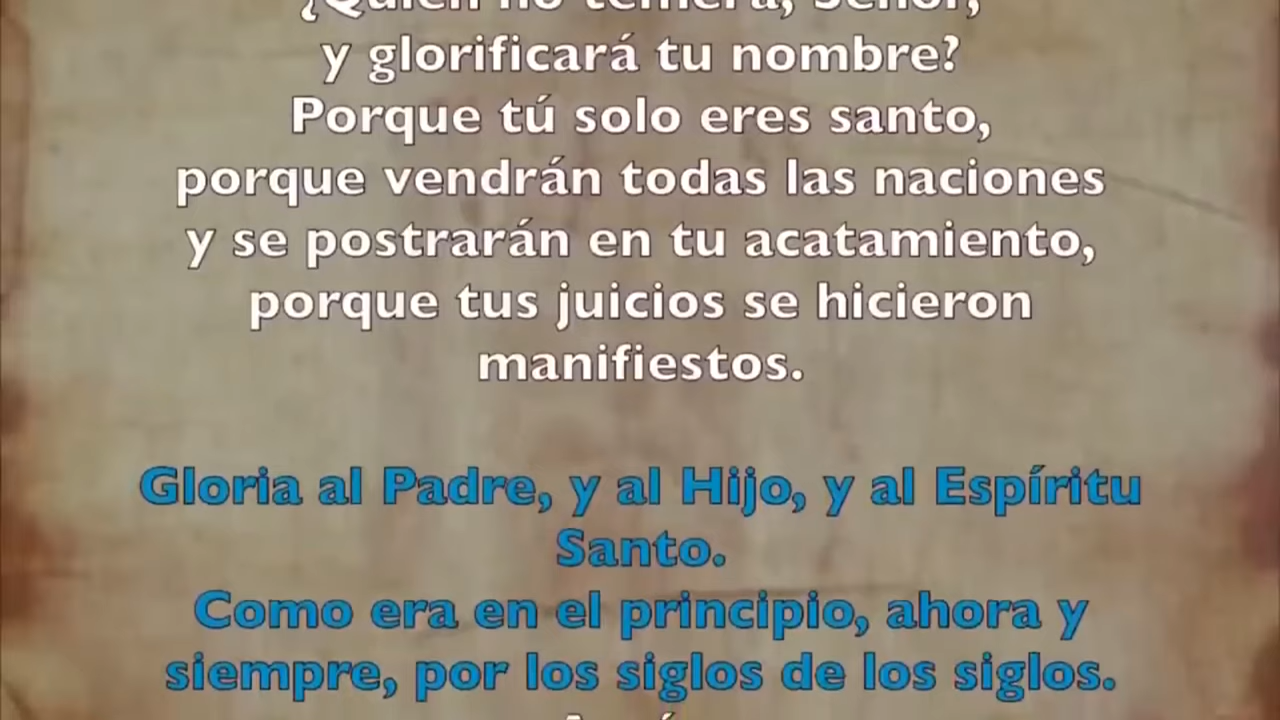 ¿Quién no temerá, Señor,
y glorificará tu nombre?
Porque tú solo eres santo,
porque vendrán todas las naciones
y se postrarán en tu acatamiento,
porque tus juicios se hicieron
manifiestos.
Gloria al Padre, y al Hijo, y al Espíritu
Santo.
Como era en el principio, ahora y
siempre, por los siglos de los siglos.